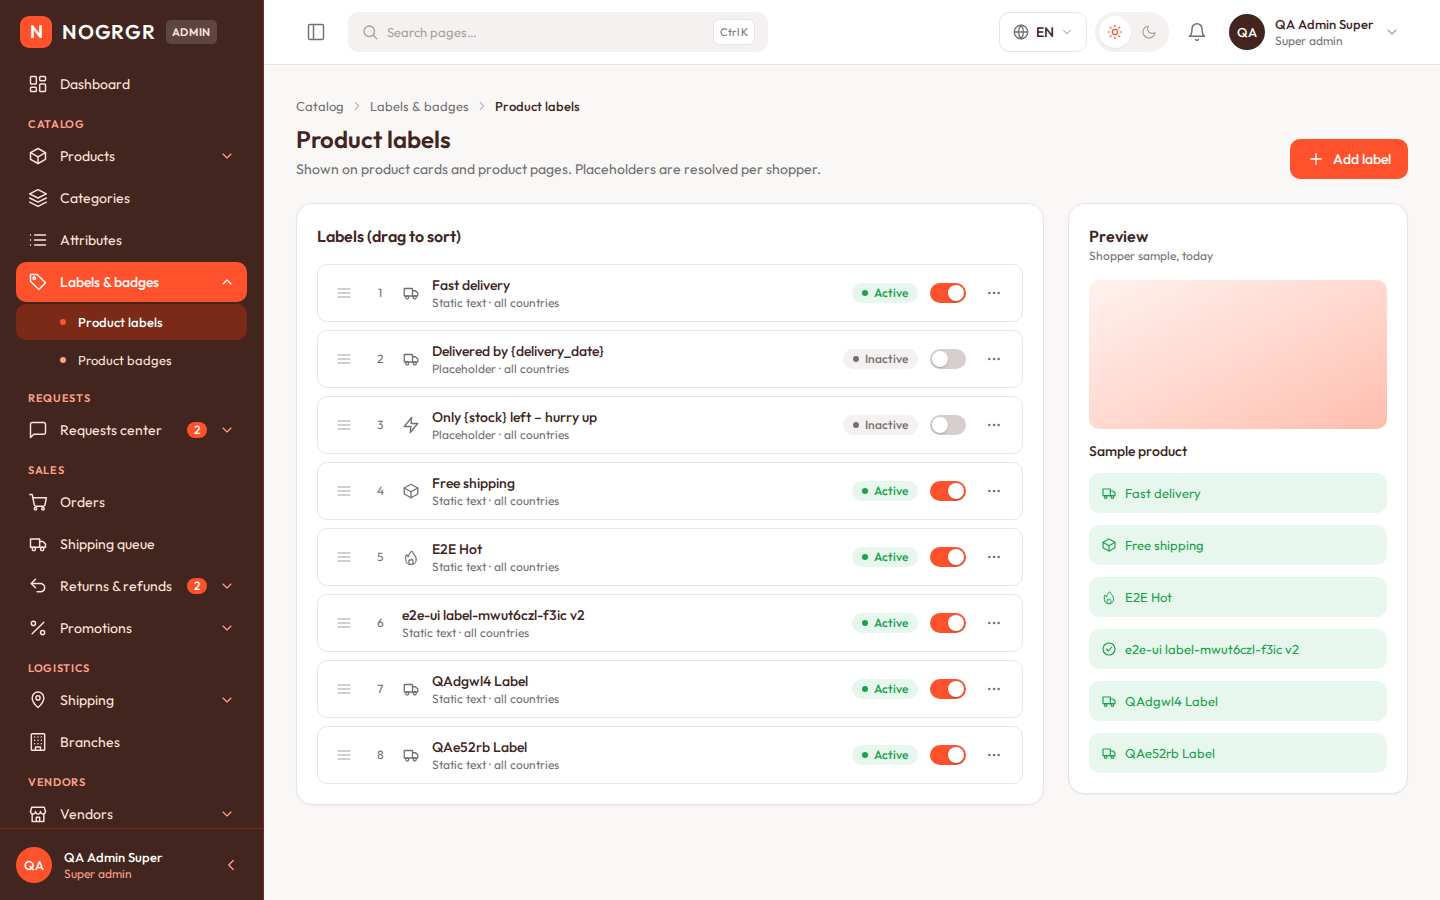 N NOGRGR ADMIN
Dashboard
CATALOG
Products
Categories
Attributes
Labels & badges
Product labels
Product badges
REQUESTS
Requests center 2
SALES
Orders
Shipping queue
Returns & refunds 2
Promotions
LOGISTICS
Shipping
Branches
VENDORS
Vendors
QA
QA Admin Super
Super admin
Search pages...
Ctrl K
EN
QA
QA Admin Super
Super admin
Catalog > Labels & badges > Product labels
Product labels
Shown on product cards and product pages. Placeholders are resolved per shopper.
Add label
Labels (drag to sort)
1
Fast delivery
Static text · all countries
Active
2
Delivered by {delivery_date}
Placeholder · all countries
Inactive
3
Only {stock} left – hurry up
Placeholder · all countries
Inactive
4
Free shipping
Static text · all countries
Active
5
E2E Hot
Static text · all countries
Active
6
e2e-ui label-mwut6czl-f3ic v2
Static text · all countries
Active
7
QAdgwl4 Label
Static text · all countries
Active
8
QAe52rb Label
Static text · all countries
Active
Preview
Shopper sample, today
Sample product
Fast delivery
Free shipping
E2E Hot
e2e-ui label-mwut6czl-f3ic v2
QAdgwl4 Label
QAe52rb Label